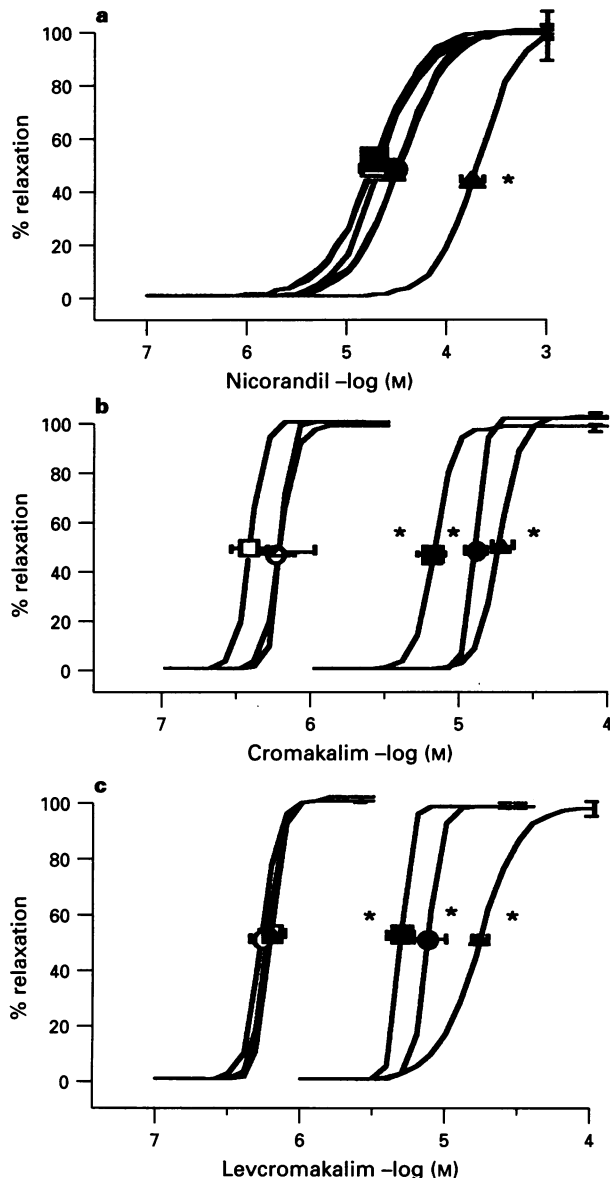 a
100
80
60
40
20
0
% relaxation
*
7 6 5 4 3
Nicorandil –log (M)
b
100
80
60
40
20
0
% relaxation
* * *
7 6 5 4
Cromakalim –log (M)
c
100
80
60
40
20
0
% relaxation
* * *
7 6 5 4
Levcromakalim –log (M)